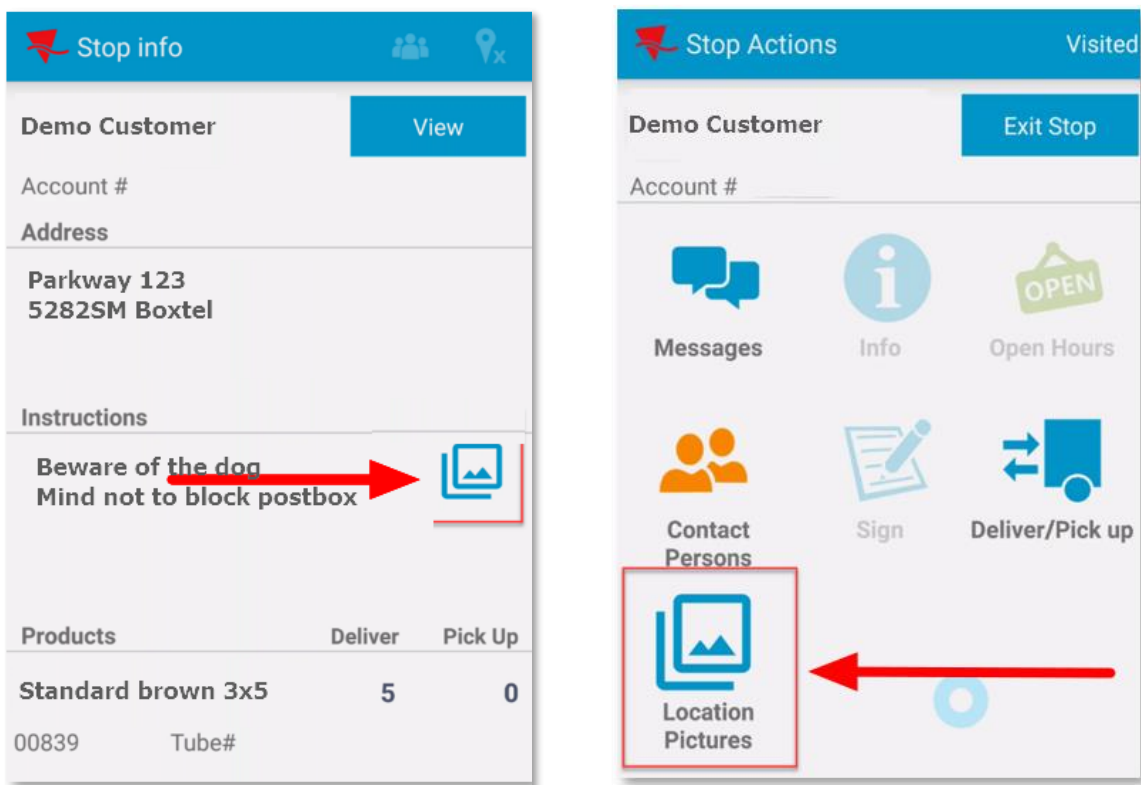 Stop info
Demo Customer
View
Account #
Address
Parkway 123
5282SM Boxtel
Instructions
Beware of the dog
Mind not to block postbox
Products Deliver Pick Up
Standard brown 3x5 5 0
00839 Tube#
Stop Actions Visited
Demo Customer
Exit Stop
Account #
Messages Info Open Hours
OPEN
Contact
Persons
Sign
Deliver/Pick up
Location
Pictures